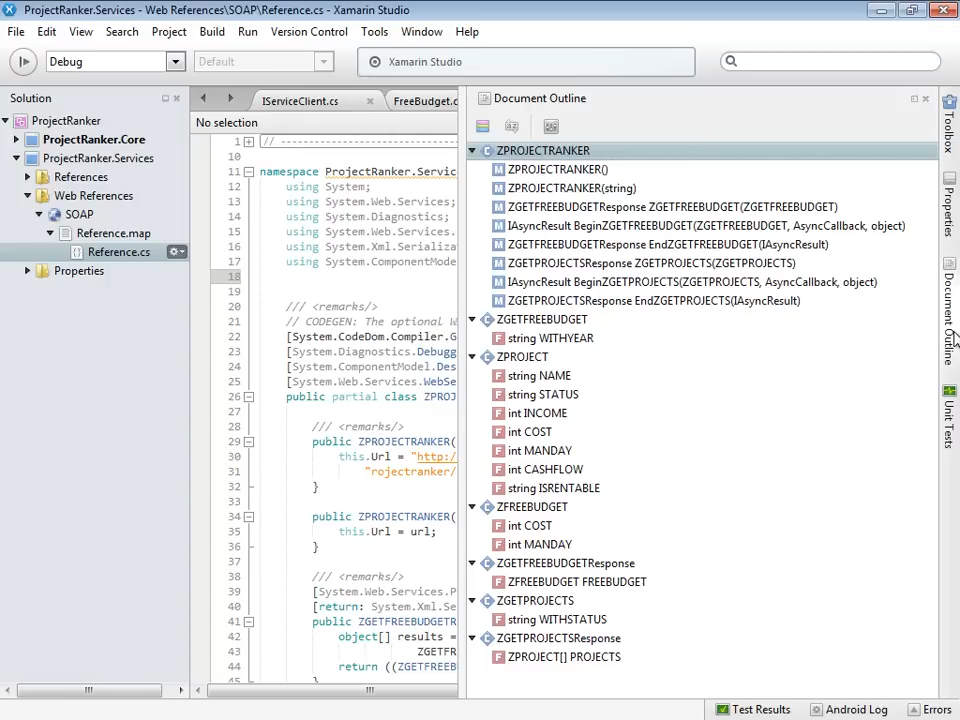 ProjectRanker.Services - Web References\SOAP\Reference.cs - Xamarin Studio
File Edit View Search Project Build Run Version Control Tools Window Help
Debug Default Xamarin Studio
Solution
ProjectRanker
ProjectRanker.Core
ProjectRanker.Services
References
Web References
SOAP
Reference.map
Reference.cs
Properties
IServiceClient.cs FreeBudget.c
No selection
1 // ----------------------------
10
11 namespace ProjectRanker.Servic
12 using System;
13 using System.Web.Services;
14 using System.Diagnostics;
15 using System.Web.Services.
16 using System.Xml.Serializa
17 using System.ComponentMode
18
19
20 /// <remarks/>
21 // CODEGEN: The optional W
22 [System.CodeDom.Compiler.G
23 [System.Diagnostics.Debugg
24 [System.ComponentModel.Des
25 [System.Web.Services.WebSe
26 public partial class ZPROJ
27
28 /// <remarks/>
29 public ZPROJECTRANKER(
30 this.Url = "http:/
31 "rojectranker/
32 }
33
34 public ZPROJECTRANKER(
35 this.Url = url;
36 }
37
38 /// <remarks/>
39 [System.Web.Services.P
40 [return: System.Xml.Se
41 public ZGETFREEBUDGETR
42 object[] results =
43 ZGETFR
44 return ((ZGETFREEB
45 }
Document Outline
ZPROJECTRANKER
ZPROJECTRANKER()
ZPROJECTRANKER(string)
ZGETFREEBUDGETResponse ZGETFREEBUDGET(ZGETFREEBUDGET)
IAsyncResult BeginZGETFREEBUDGET(ZGETFREEBUDGET, AsyncCallback, object)
ZGETFREEBUDGETResponse EndZGETFREEBUDGET(IAsyncResult)
ZGETPROJECTSResponse ZGETPROJECTS(ZGETPROJECTS)
IAsyncResult BeginZGETPROJECTS(ZGETPROJECTS, AsyncCallback, object)
ZGETPROJECTSResponse EndZGETPROJECTS(IAsyncResult)
ZGETFREEBUDGET
string WITHYEAR
ZPROJECT
string NAME
string STATUS
int INCOME
int COST
int MANDAY
int CASHFLOW
string ISRENTABLE
ZFREEBUDGET
int COST
int MANDAY
ZGETFREEBUDGETResponse
ZFREEBUDGET FREEBUDGET
ZGETPROJECTS
string WITHSTATUS
ZGETPROJECTSResponse
ZPROJECT[] PROJECTS
Toolbox
Properties
Document Outline
Unit Tests
Test Results Android Log Errors